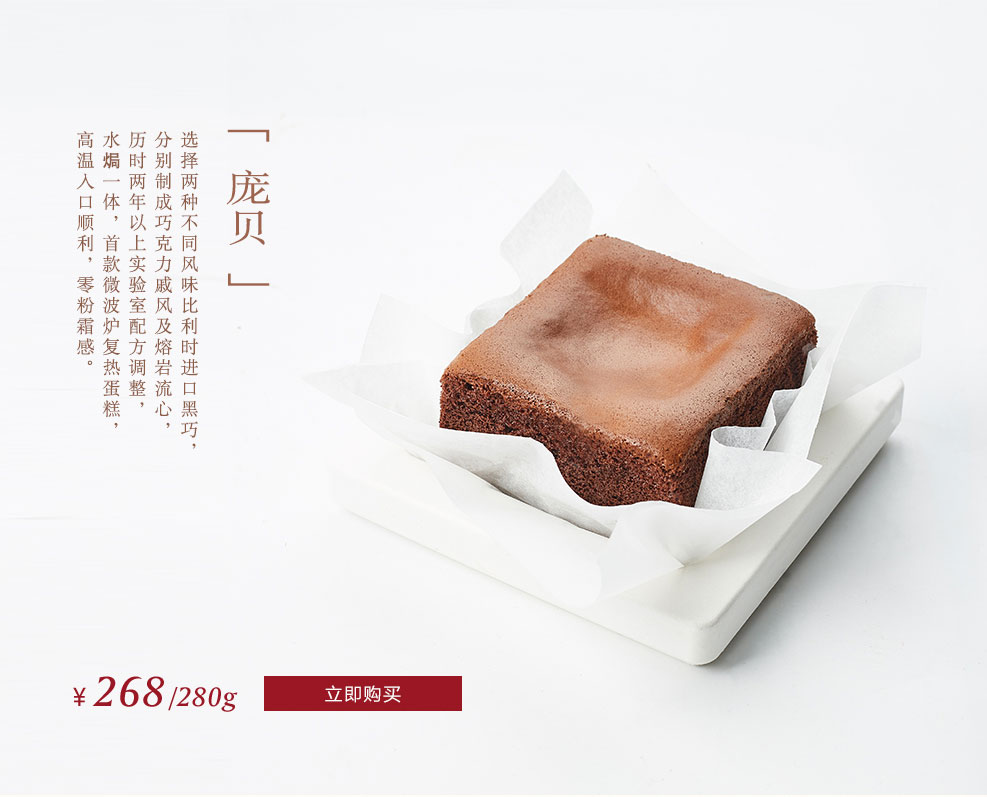 「庞贝」
选择两种不同风味比利时进口黑巧，
分别制成巧克力戚风及熔岩流心，
历时两年以上实验室配方调整，
水焗一体，首款微波炉复热蛋糕，
高温入口顺利，零粉霜感。
¥ 268/280g
立即购买